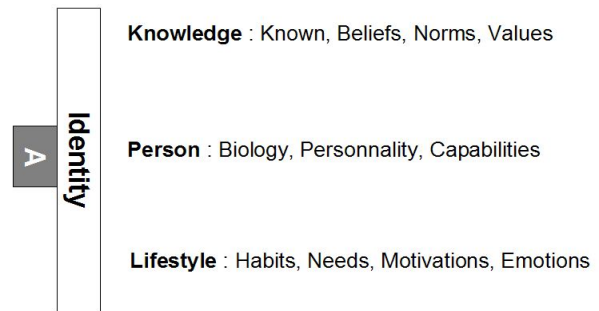 Knowledge : Known, Beliefs, Norms, Values
A
Identity
Person : Biology, Personnality, Capabilities
Lifestyle : Habits, Needs, Motivations, Emotions